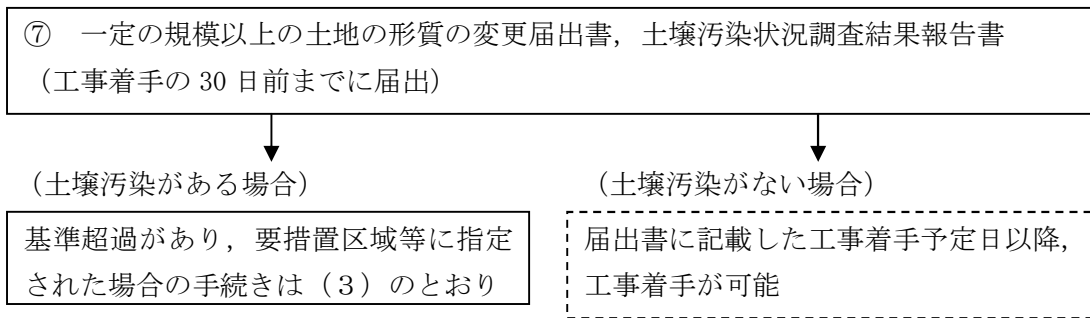 ⑦　一定の規模以上の土地の形質の変更届出書，土壌汚染状況調査結果報告書
（工事着手の 30 日前までに届出）
（土壌汚染がある場合）
基準超過があり，要措置区域等に指定
された場合の手続きは（３）のとおり
（土壌汚染がない場合）
届出書に記載した工事着手予定日以降，
工事着手が可能